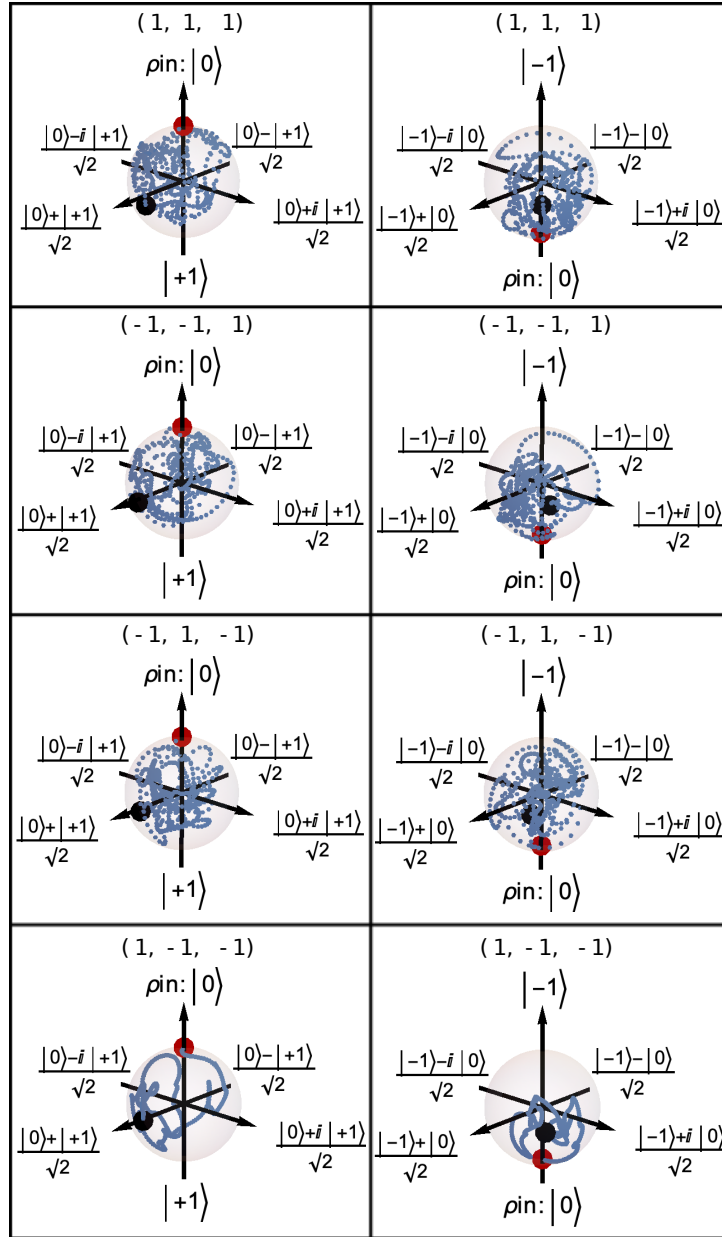 (1, 1, 1)
ρin: |0⟩
|0⟩-ⅈ|+1⟩
√2
|0⟩-|+1⟩
√2
|0⟩+|+1⟩
√2
|0⟩+ⅈ|+1⟩
√2
|+1⟩
(1, 1, 1)
|-1⟩
|-1⟩-ⅈ|0⟩
√2
|-1⟩-|0⟩
√2
|-1⟩+|0⟩
√2
|-1⟩+ⅈ|0⟩
√2
ρin: |0⟩
(-1, -1, 1)
ρin: |0⟩
|0⟩-ⅈ|+1⟩
√2
|0⟩-|+1⟩
√2
|0⟩+|+1⟩
√2
|0⟩+ⅈ|+1⟩
√2
|+1⟩
(-1, -1, 1)
|-1⟩
|-1⟩-ⅈ|0⟩
√2
|-1⟩-|0⟩
√2
|-1⟩+|0⟩
√2
|-1⟩+ⅈ|0⟩
√2
ρin: |0⟩
(-1, 1, -1)
ρin: |0⟩
|0⟩-ⅈ|+1⟩
√2
|0⟩-|+1⟩
√2
|0⟩+|+1⟩
√2
|0⟩+ⅈ|+1⟩
√2
|+1⟩
(-1, 1, -1)
|-1⟩
|-1⟩-ⅈ|0⟩
√2
|-1⟩-|0⟩
√2
|-1⟩+|0⟩
√2
|-1⟩+ⅈ|0⟩
√2
ρin: |0⟩
(1, -1, -1)
ρin: |0⟩
|0⟩-ⅈ|+1⟩
√2
|0⟩-|+1⟩
√2
|0⟩+|+1⟩
√2
|0⟩+ⅈ|+1⟩
√2
|+1⟩
(1, -1, -1)
|-1⟩
|-1⟩-ⅈ|0⟩
√2
|-1⟩-|0⟩
√2
|-1⟩+|0⟩
√2
|-1⟩+ⅈ|0⟩
√2
ρin: |0⟩